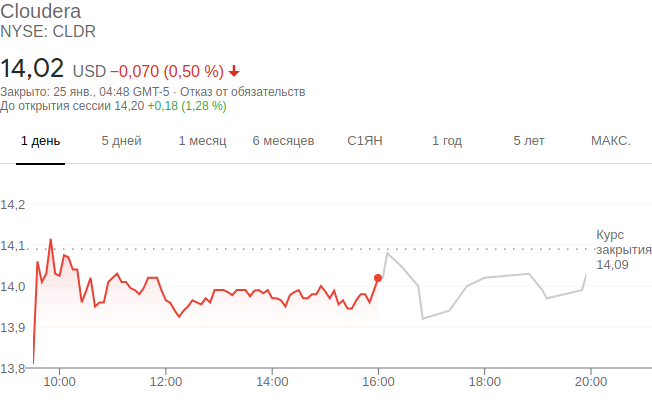 Cloudera
NYSE: CLDR
14,02 USD −0,070 (0,50 %)
Закрыто: 25 янв., 04:48 GMT-5 · Отказ от обязательств
До открытия сессии 14,20 +0,18 (1,28 %)
1 день 5 дней 1 месяц 6 месяцев С1ЯН 1 год 5 лет МАКС.
14,2
14,1
14,0
13,9
13,8
Курс
закрытия
14,09
10:00 12:00 14:00 16:00 18:00 20:00